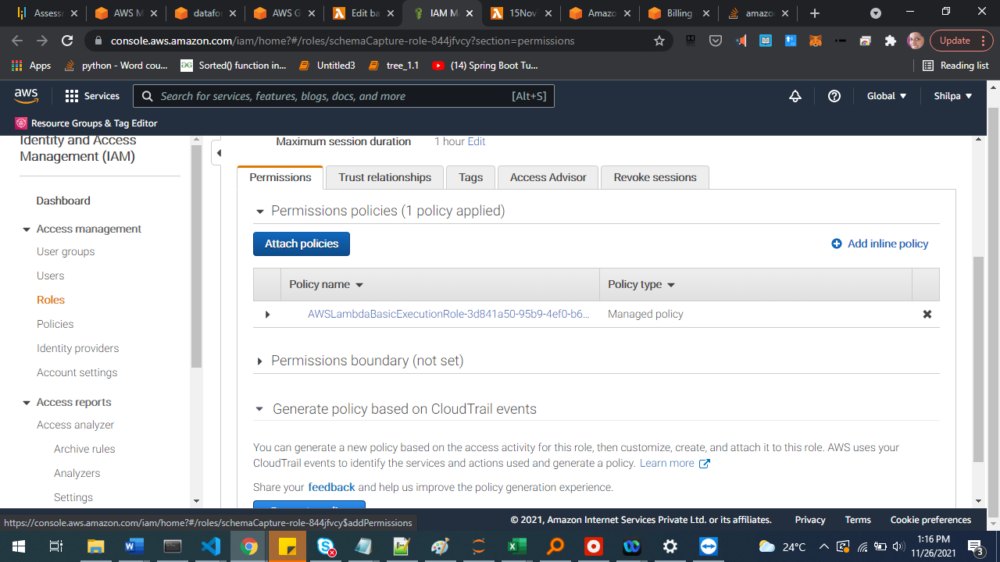 Assessn
AWS M
datafor
AWS G
Edit ba
IAM M
15Nov
Amazo
Billing
amazo
console.aws.amazon.com/iam/home?#/roles/schemaCapture-role-844jfvcy?section=permissions
Update
Apps
python - Word cou...
Sorted() function in...
Untitled3
tree_1.1
(14) Spring Boot Tu...
Reading list
aws
Services
Search for services, features, blogs, docs, and more
[Alt+S]
Global
Shilpa
Resource Groups & Tag Editor
Identity and Access
Management (IAM)
Dashboard
Access management
User groups
Users
Roles
Policies
Identity providers
Account settings
Access reports
Access analyzer
Archive rules
Analyzers
Settings
Maximum session duration
1 hour Edit
Permissions
Trust relationships
Tags
Access Advisor
Revoke sessions
Permissions policies (1 policy applied)
Attach policies
Add inline policy
Policy name
Policy type
AWSLambdaBasicExecutionRole-3d841a50-95b9-4ef0-b6...
Managed policy
Permissions boundary (not set)
Generate policy based on CloudTrail events
You can generate a new policy based on the access activity for this role, then customize, create, and attach it to this role. AWS uses your
CloudTrail events to identify the services and actions used and generate a policy. Learn more
Share your feedback and help us improve the policy generation experience.
https://console.aws.amazon.com/iam/home?#/roles/schemaCapture-role-844jfvcy$addPermissions
© 2021, Amazon Internet Services Private Ltd. or its affiliates.
Privacy
Terms
Cookie preferences
24°C
1:16 PM
11/26/2021
3